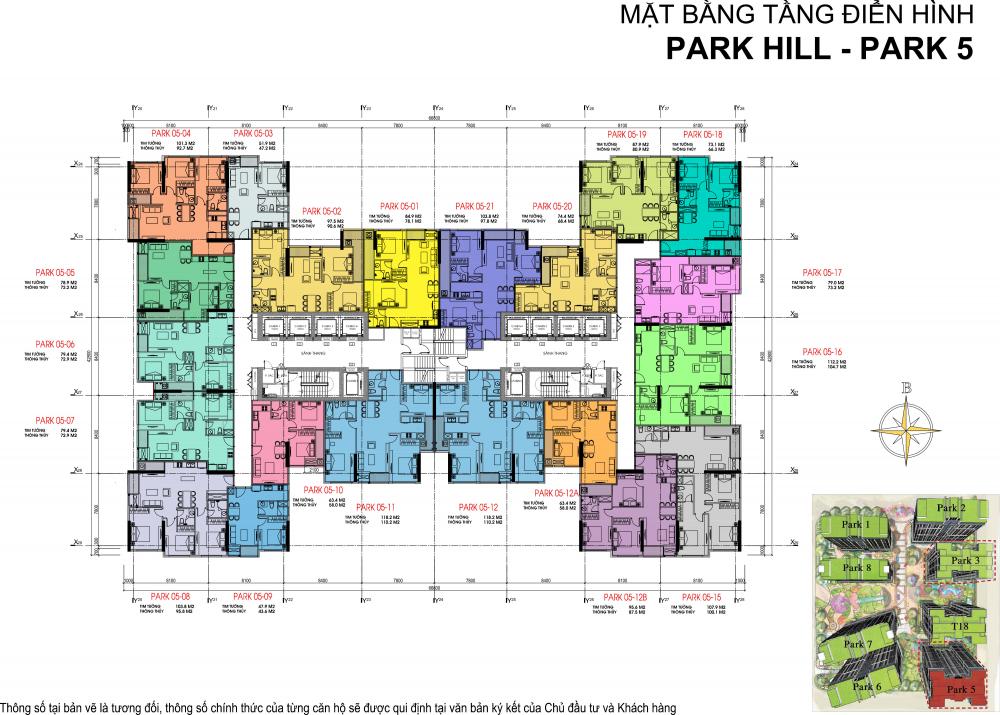 MẶT BẰNG TẦNG ĐIỂN HÌNH
PARK HILL - PARK 5
PARK 05-04
TIM TƯỜNG 101.3 M2
THÔNG THỦY 92.7 M2
PARK 05-03
TIM TƯỜNG 51.9 M2
THÔNG THỦY 47.2 M2
PARK 05-19
TIM TƯỜNG 87.9 M2
THÔNG THỦY 80.9 M2
PARK 05-18
TIM TƯỜNG 73.1 M2
THÔNG THỦY 66.3 M2
PARK 05-02
TIM TƯỜNG 97.5 M2
THÔNG THỦY 90.6 M2
PARK 05-01
TIM TƯỜNG 84.9 M2
THÔNG THỦY 78.1 M2
PARK 05-21
TIM TƯỜNG 103.8 M2
THÔNG THỦY 97.8 M2
PARK 05-20
TIM TƯỜNG 74.4 M2
THÔNG THỦY 68.4 M2
PARK 05-05
TIM TƯỜNG 78.9 M2
THÔNG THỦY 73.3 M2
PARK 05-17
TIM TƯỜNG 79.0 M2
THÔNG THỦY 73.3 M2
PARK 05-06
TIM TƯỜNG 79.4 M2
THÔNG THỦY 72.9 M2
SẢNH THANG
SẢNH THANG
PARK 05-16
TIM TƯỜNG 112.2 M2
THÔNG THỦY 104.7 M2
PARK 05-07
TIM TƯỜNG 79.4 M2
THÔNG THỦY 72.9 M2
B
PARK 05-10
TIM TƯỜNG 63.4 M2
THÔNG THỦY 58.0 M2
PARK 05-11
TIM TƯỜNG 118.2 M2
THÔNG THỦY 110.2 M2
PARK 05-12
TIM TƯỜNG 118.2 M2
THÔNG THỦY 110.2 M2
PARK 05-12A
TIM TƯỜNG 63.4 M2
THÔNG THỦY 58.0 M2
PARK 05-08
TIM TƯỜNG 103.8 M2
THÔNG THỦY 95.8 M2
PARK 05-09
TIM TƯỜNG 47.9 M2
THÔNG THỦY 43.6 M2
PARK 05-12B
TIM TƯỜNG 95.6 M2
THÔNG THỦY 87.5 M2
PARK 05-15
TIM TƯỜNG 107.9 M2
THÔNG THỦY 100.1 M2
Park 1
Park 2
Park 3
Park 8
T18
Park 7
Park 6
Park 5
Thông số tại bản vẽ là tương đối, thông số chính thức của từng căn hộ sẽ được qui định tại văn bản ký kết của Chủ đầu tư và Khách hàng